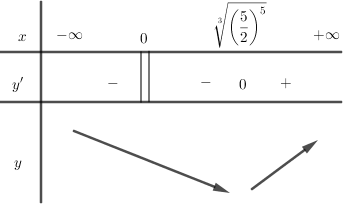 x −∞ 0 ∛((5/2)^5) +∞
y′ − − 0 +
y